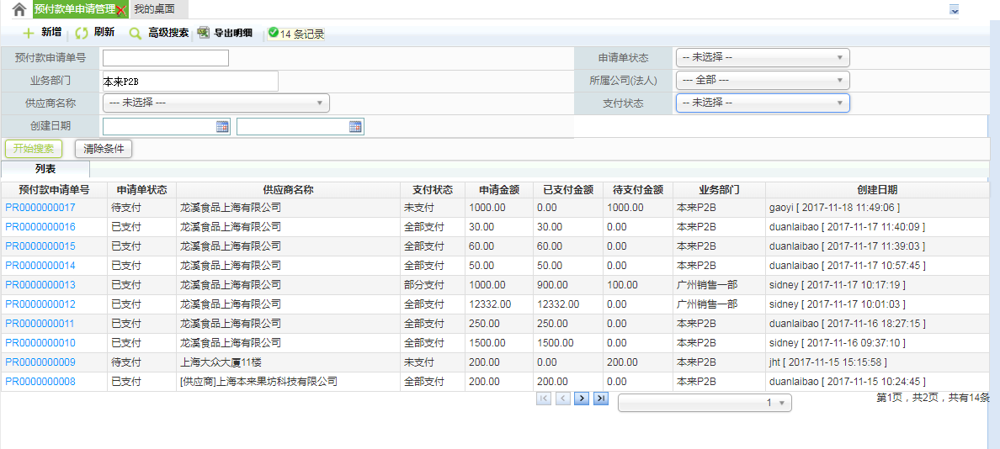 预付款单申请管理 我的桌面
新增 刷新 高级搜索 导出明细 14 条记录
预付款申请单号 申请单状态 -- 未选择 --
业务部门 本来P2B 所属公司(法人) --- 全部 ---
供应商名称 --- 未选择 --- 支付状态 -- 未选择 --
创建日期
开始搜索 清除条件
列表
预付款申请单号 申请单状态 供应商名称 支付状态 申请金额 已支付金额 待支付金额 业务部门 创建日期
PR0000000017 待支付 龙溪食品上海有限公司 未支付 1000.00 0.00 1000.00 本来P2B gaoyi [ 2017-11-18 11:49:06 ]
PR0000000016 已支付 龙溪食品上海有限公司 全部支付 30.00 30.00 0.00 本来P2B duanlaibao [ 2017-11-17 11:40:09 ]
PR0000000015 已支付 龙溪食品上海有限公司 全部支付 60.00 60.00 0.00 本来P2B duanlaibao [ 2017-11-17 11:39:03 ]
PR0000000014 已支付 龙溪食品上海有限公司 全部支付 50.00 50.00 0.00 本来P2B duanlaibao [ 2017-11-17 10:57:45 ]
PR0000000013 已支付 龙溪食品上海有限公司 部分支付 1000.00 900.00 100.00 广州销售一部 sidney [ 2017-11-17 10:17:19 ]
PR0000000012 已支付 龙溪食品上海有限公司 全部支付 12332.00 12332.00 0.00 广州销售一部 sidney [ 2017-11-17 10:01:03 ]
PR0000000011 已支付 龙溪食品上海有限公司 全部支付 250.00 250.00 0.00 本来P2B duanlaibao [ 2017-11-16 18:27:15 ]
PR0000000010 已支付 龙溪食品上海有限公司 全部支付 1500.00 1500.00 0.00 本来P2B sidney [ 2017-11-16 09:37:10 ]
PR0000000009 待支付 上海大众大厦11楼 未支付 200.00 0.00 200.00 本来P2B jht [ 2017-11-15 15:15:58 ]
PR0000000008 已支付 [供应商]上海本来果坊科技有限公司 全部支付 200.00 200.00 0.00 本来P2B duanlaibao [ 2017-11-15 10:24:45 ]
1 第1页，共2页，共有14条